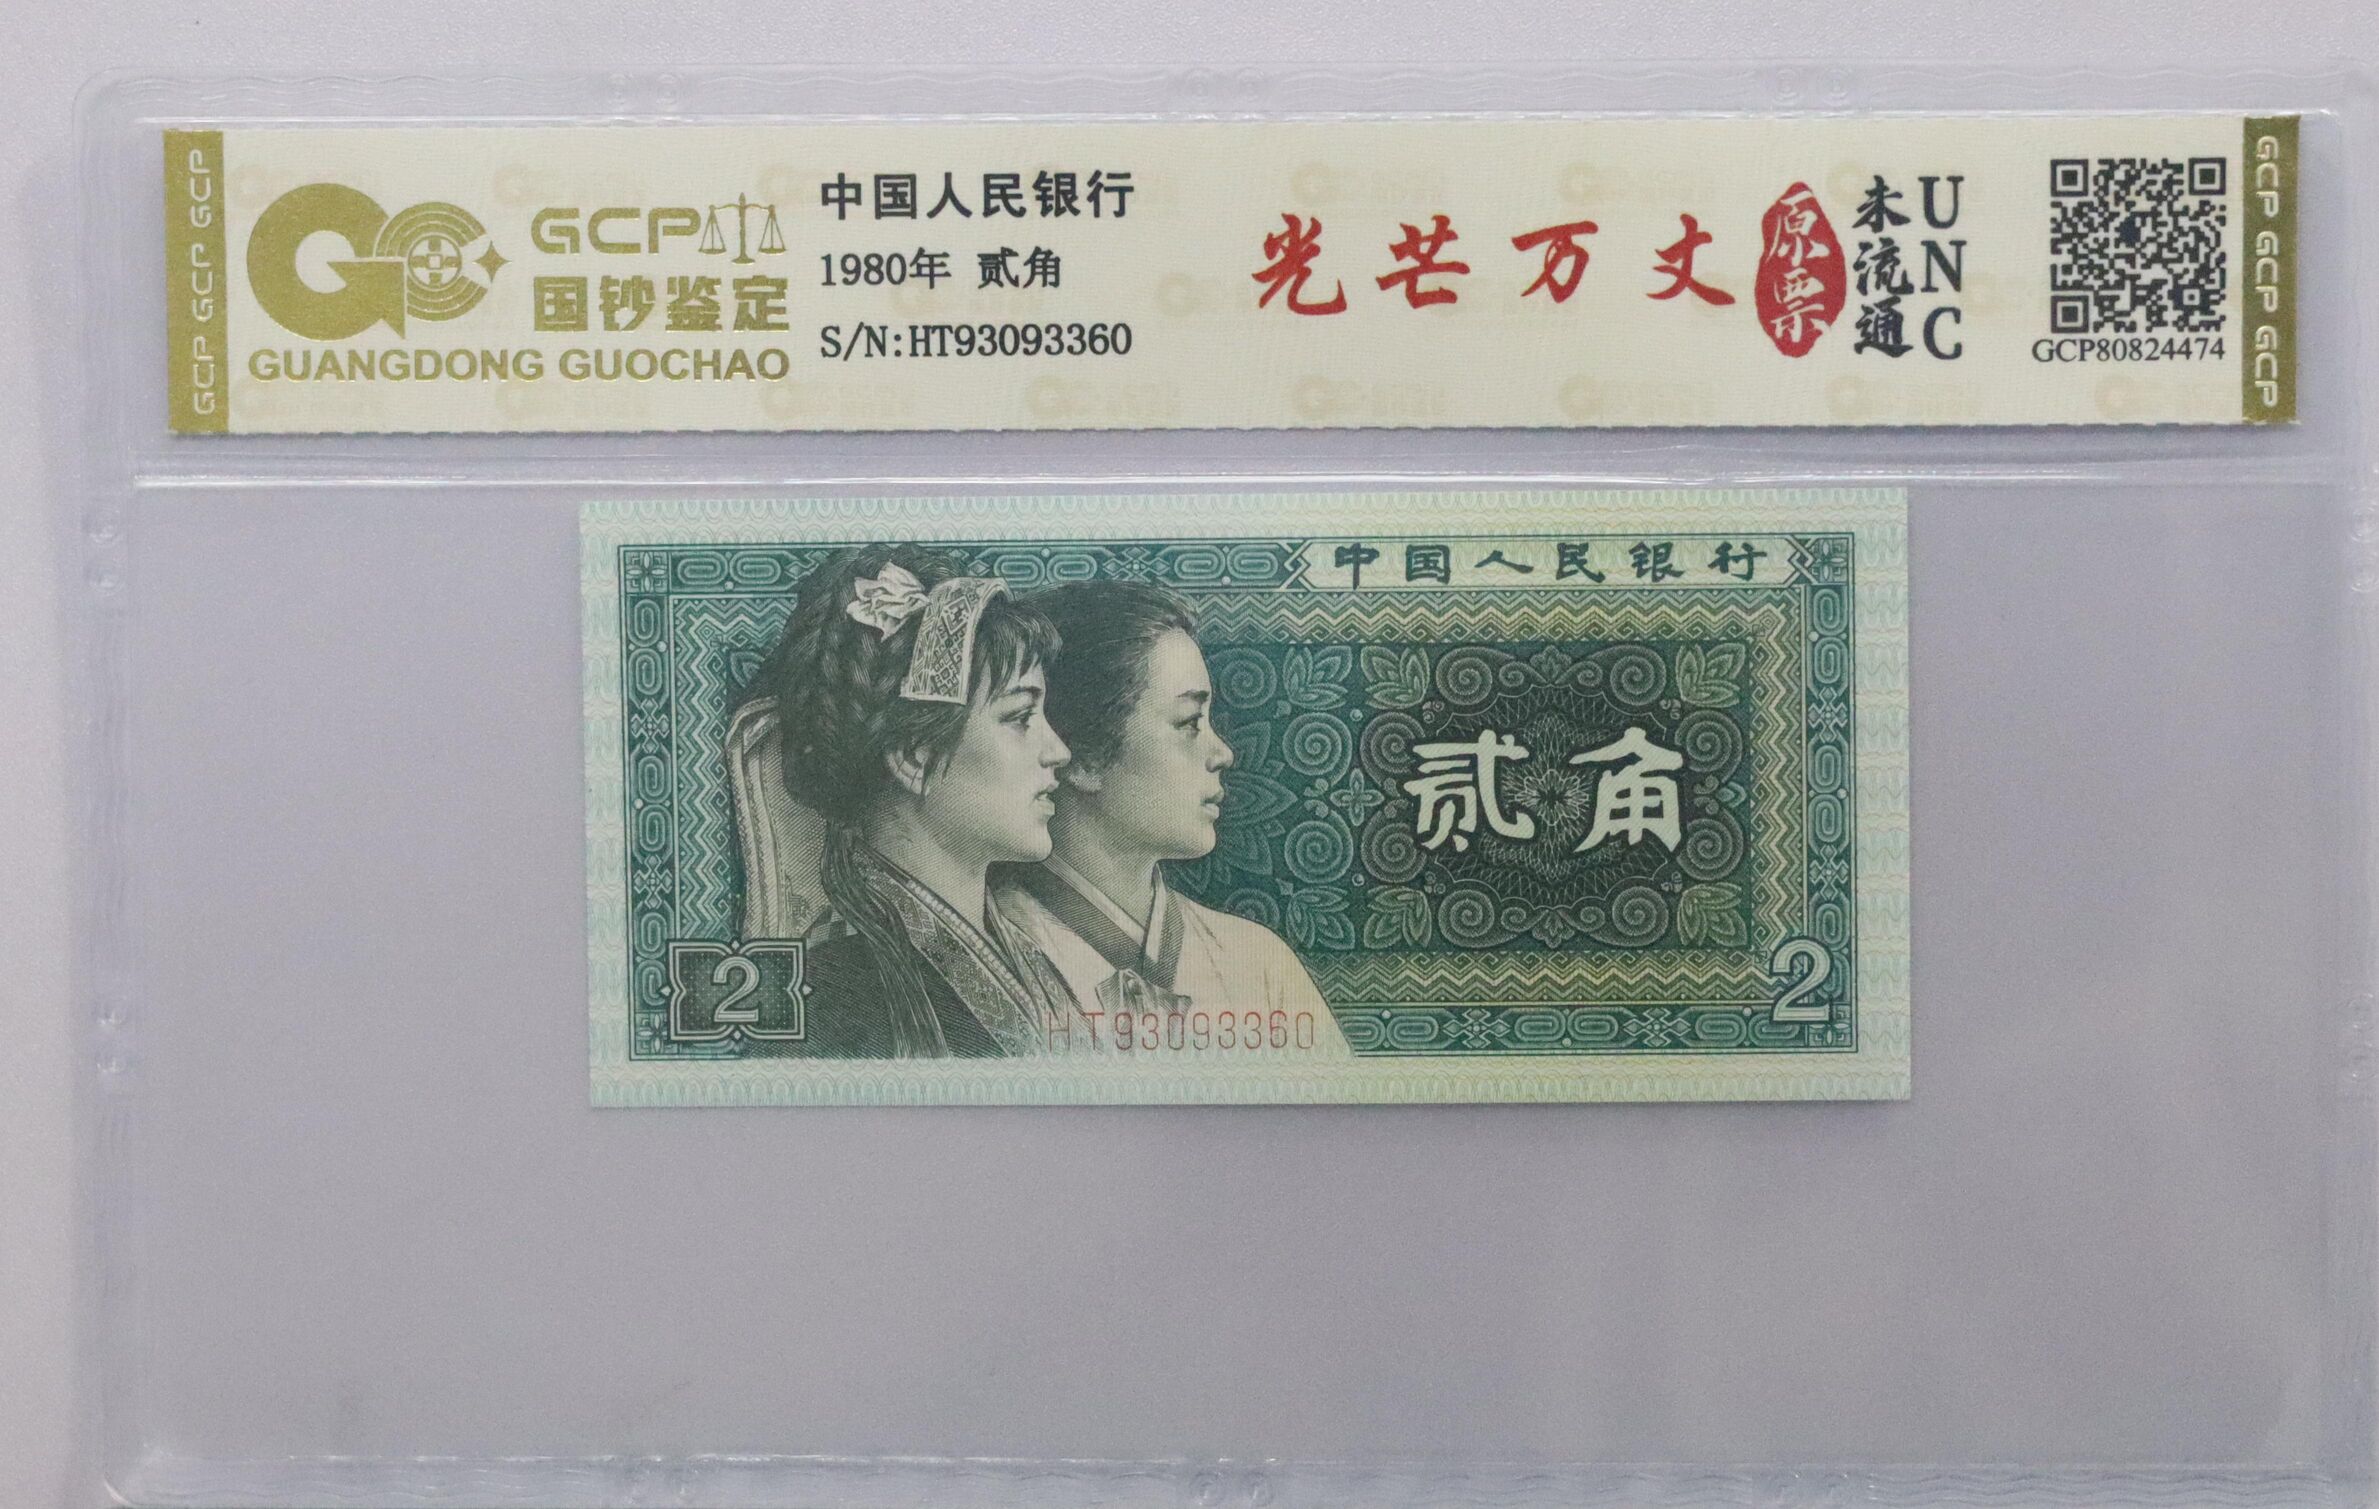 GCP GCP GCP
GCP
国钞鉴定
GUANGDONG GUOCHAO
中国人民银行
1980年 贰角
S/N:HT93093360
光芒万丈
原票
未流通
UNC
GCP80824474
GCP GCP GCP
中国人民银行
贰角
2
2
HT93093360